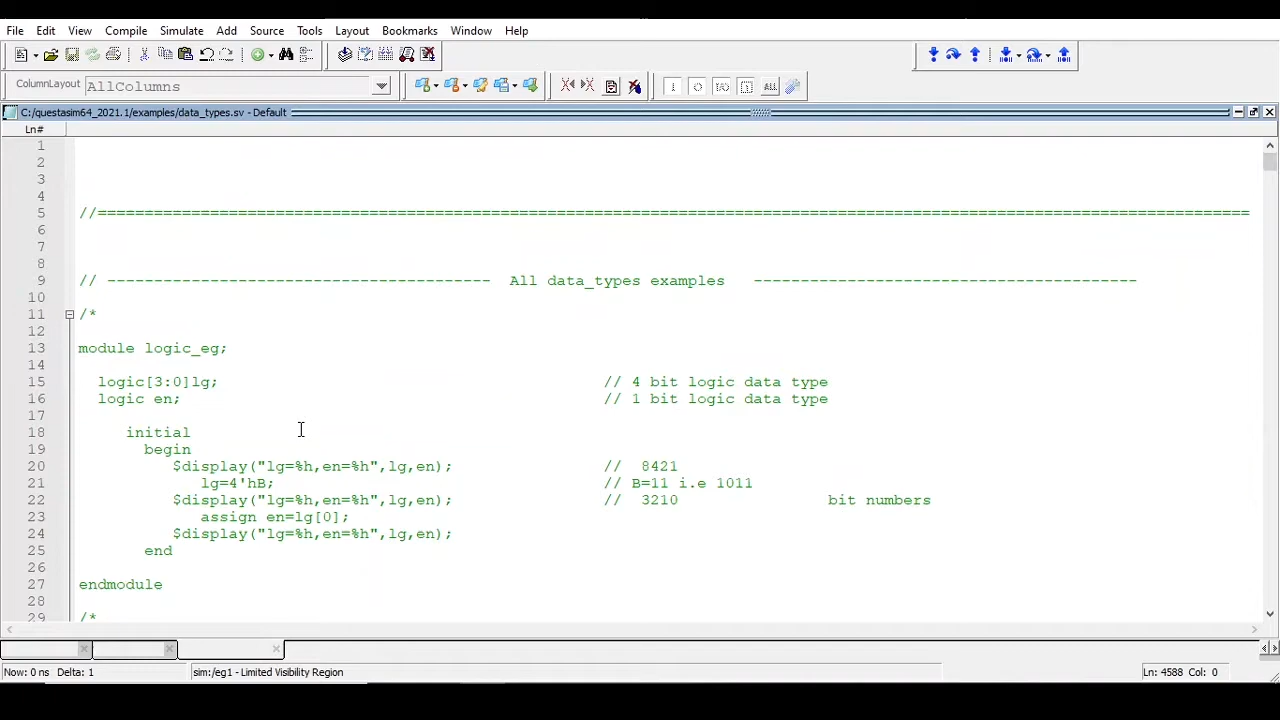 File Edit View Compile Simulate Add Source Tools Layout Bookmarks Window Help
ColumnLayout AllColumns
ALL
C:/questasim64_2021.1/examples/data_types.sv - Default
Ln#
1
2
3
4
5 //===========================================================================================================================
6
7
8
9 // ----------------------------------------- All data_types examples -----------------------------------------
10
11 /*
12
13 module logic_eg;
14
15 logic[3:0]lg; // 4 bit logic data type
16 logic en; // 1 bit logic data type
17
18 initial
19 begin
20 $display("lg=%h,en=%h",lg,en); // 8421
21 lg=4'hB; // B=11 i.e 1011
22 $display("lg=%h,en=%h",lg,en); // 3210 bit numbers
23 assign en=lg[0];
24 $display("lg=%h,en=%h",lg,en);
25 end
26
27 endmodule
28
29 /*
Now: 0 ns Delta: 1 sim:/eg1 - Limited Visibility Region Ln: 4588 Col: 0